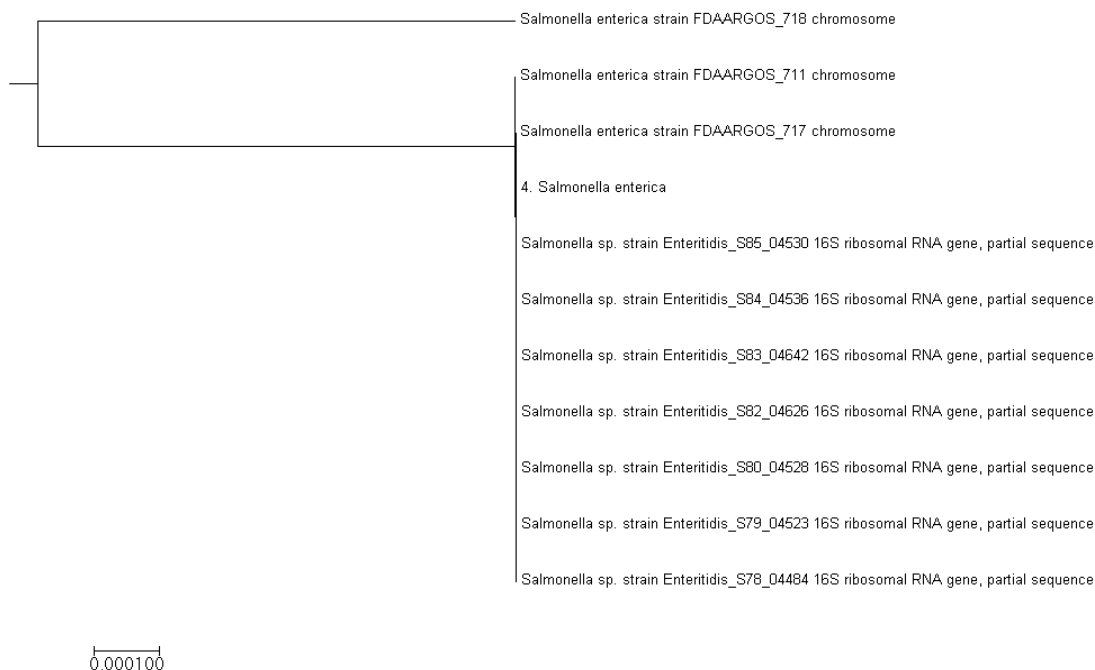 Salmonella enterica strain FDAARGOS_718 chromosome
Salmonella enterica strain FDAARGOS_711 chromosome
Salmonella enterica strain FDAARGOS_717 chromosome
4. Salmonella enterica
Salmonella sp. strain Enteritidis_S85_04530 16S ribosomal RNA gene, partial sequence
Salmonella sp. strain Enteritidis_S84_04536 16S ribosomal RNA gene, partial sequence
Salmonella sp. strain Enteritidis_S83_04642 16S ribosomal RNA gene, partial sequence
Salmonella sp. strain Enteritidis_S82_04626 16S ribosomal RNA gene, partial sequence
Salmonella sp. strain Enteritidis_S80_04528 16S ribosomal RNA gene, partial sequence
Salmonella sp. strain Enteritidis_S79_04523 16S ribosomal RNA gene, partial sequence
Salmonella sp. strain Enteritidis_S78_04484 16S ribosomal RNA gene, partial sequence
0.000100